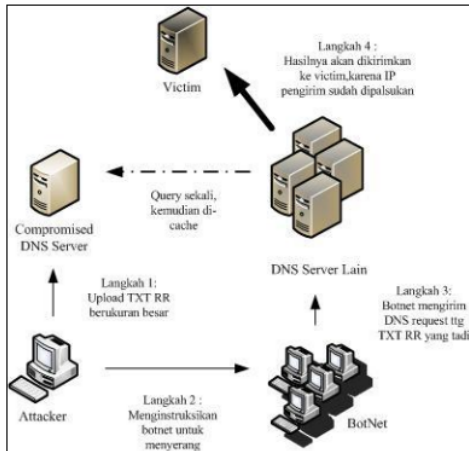 Victim
Langkah 4 :
Hasilnya akan dikirimkan
ke victim,karena IP
pengirim sudah dipalsukan
Compromised
DNS Server
Query sekali,
kemudian di-
cache
DNS Server Lain
Langkah 1:
Upload TXT RR
berukuran besar
Langkah 3:
Botnet mengirim
DNS request ttg
TXT RR yang tadi
Attacker
Langkah 2 :
Menginstruksikan
botnet untuk
menyerang
BotNet